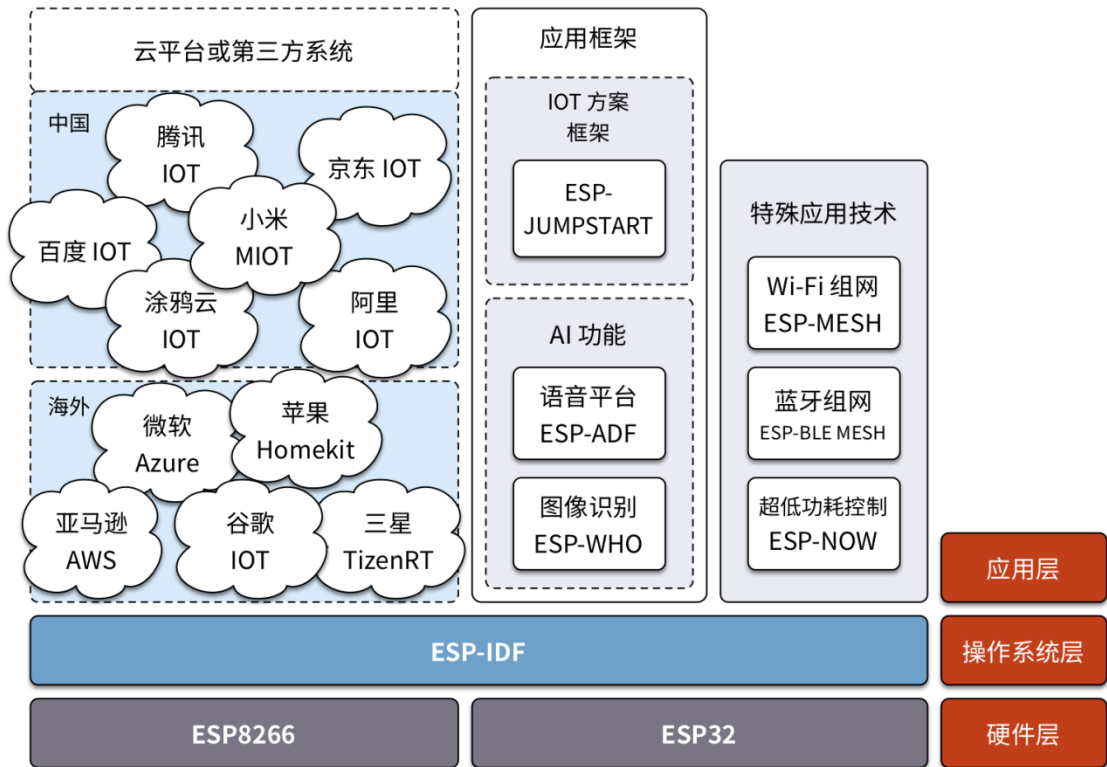 云平台或第三方系统
中国
腾讯
IOT
京东 IOT
百度 IOT
小米
MIOT
涂鸦云
IOT
阿里
IOT
海外
微软
Azure
苹果
Homekit
亚马逊
AWS
谷歌
IOT
三星
TizenRT
应用框架
IOT 方案
框架
ESP-
JUMPSTART
AI 功能
语音平台
ESP-ADF
图像识别
ESP-WHO
特殊应用技术
Wi-Fi 组网
ESP-MESH
蓝牙组网
ESP-BLE MESH
超低功耗控制
ESP-NOW
应用层
ESP-IDF
操作系统层
ESP8266
ESP32
硬件层